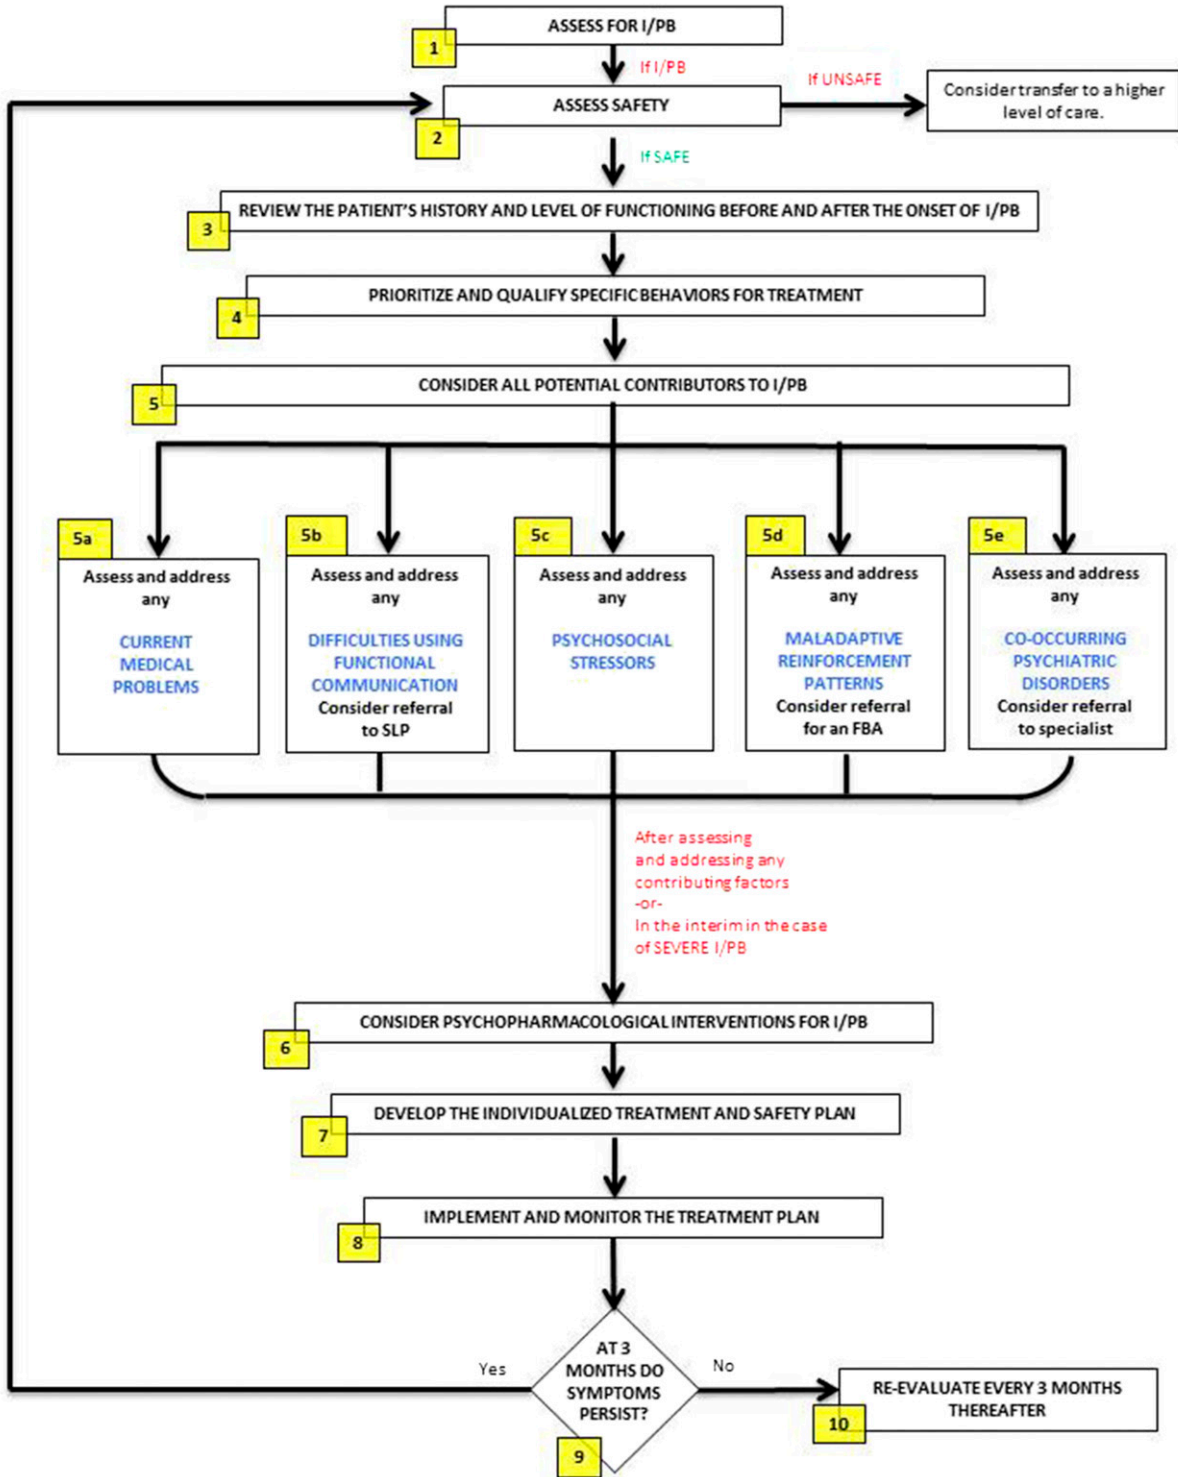 ASSESS FOR I/PB
1
If I/PB
If UNSAFE
ASSESS SAFETY
2
Consider transfer to a higher
level of care.
If SAFE
REVIEW THE PATIENT'S HISTORY AND LEVEL OF FUNCTIONING BEFORE AND AFTER THE ONSET OF I/PB
3
PRIORITIZE AND QUALIFY SPECIFIC BEHAVIORS FOR TREATMENT
4
CONSIDER ALL POTENTIAL CONTRIBUTORS TO I/PB
5
5a
Assess and address
any
CURRENT
MEDICAL
PROBLEMS
5b
Assess and address
any
DIFFICULTIES USING
FUNCTIONAL
COMMUNICATION
Consider referral
to SLP
5c
Assess and address
any
PSYCHOSOCIAL
STRESSORS
5d
Assess and address
any
MALADAPTIVE
REINFORCEMENT
PATTERNS
Consider referral
for an FBA
5e
Assess and address
any
CO-OCCURRING
PSYCHIATRIC
DISORDERS
Consider referral
to specialist
After assessing
and addressing any
contributing factors
-or-
In the interim in the case
of SEVERE I/PB
CONSIDER PSYCHOPHARMACOLOGICAL INTERVENTIONS FOR I/PB
6
DEVELOP THE INDIVIDUALIZED TREATMENT AND SAFETY PLAN
7
IMPLEMENT AND MONITOR THE TREATMENT PLAN
8
AT 3
MONTHS DO
SYMPTOMS
PERSIST?
9
Yes
No
RE-EVALUATE EVERY 3 MONTHS
THEREAFTER
10